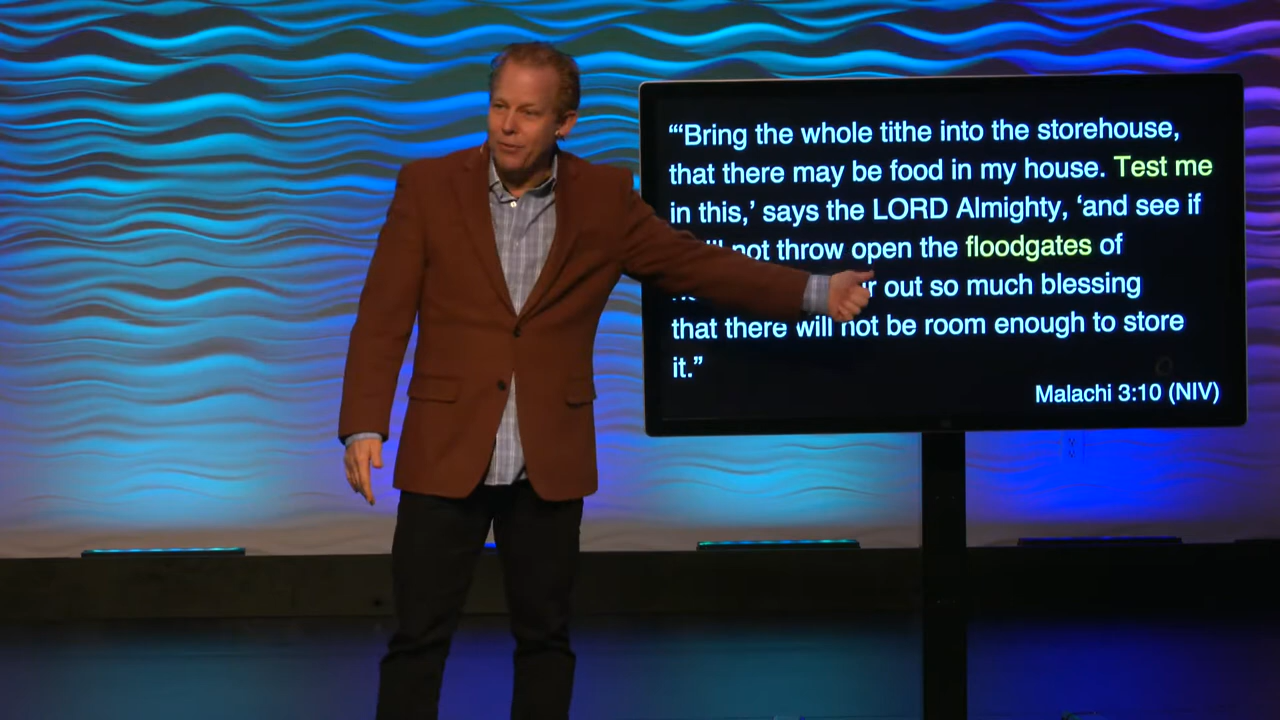 “‘Bring the whole tithe into the storehouse,
that there may be food in my house. Test me
in this,’ says the LORD Almighty, ‘and see if
not throw open the floodgates of
out so much blessing
that there will not be room enough to store
it.”
Malachi 3:10 (NIV)